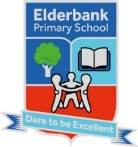 Elderbank
Primary School
Dare to be Excellent